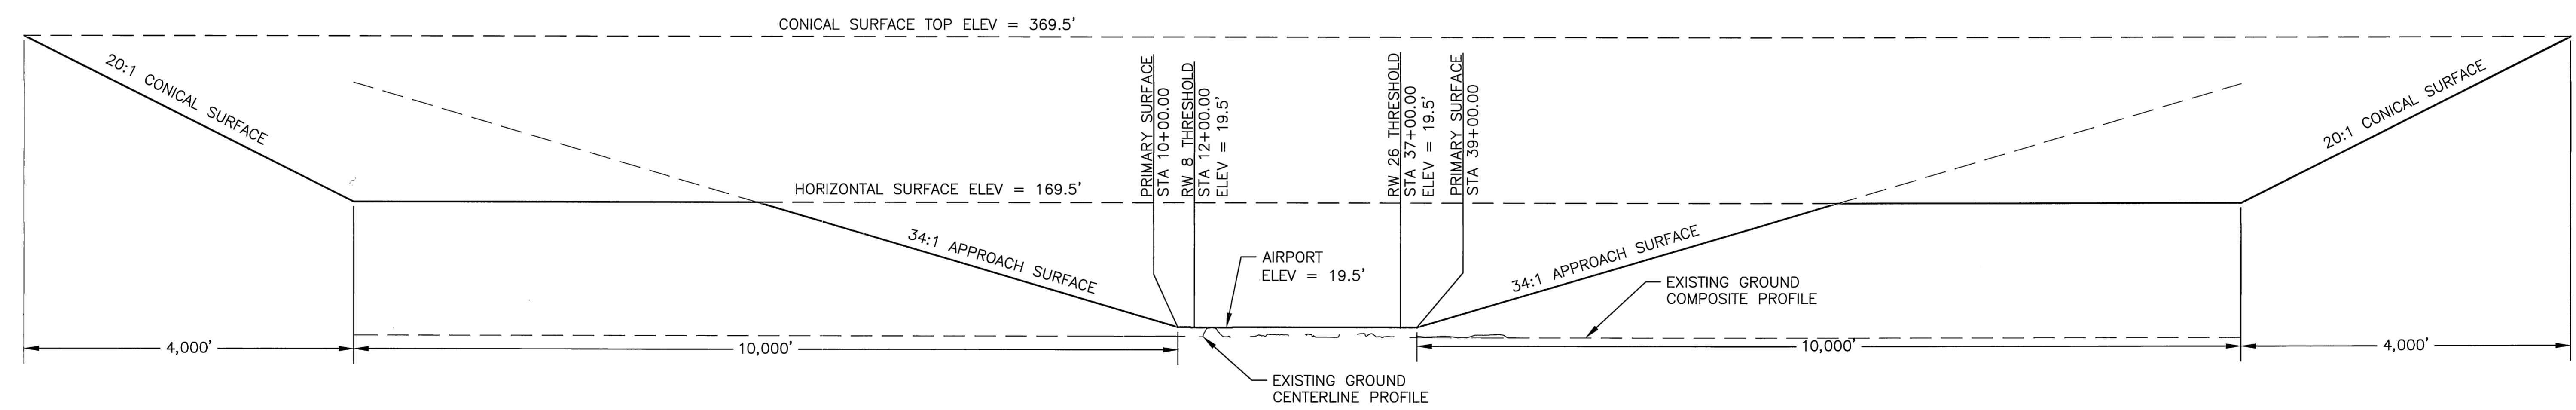 CONICAL SURFACE TOP ELEV = 369.5'
20:1 CONICAL SURFACE
PRIMARY SURFACE
STA 10+00.00
RW 8 THRESHOLD
STA 12+00.00
ELEV = 19.5'
RW 26 THRESHOLD
STA 37+00.00
ELEV = 19.5'
PRIMARY SURFACE
STA 39+00.00
20:1 CONICAL SURFACE
HORIZONTAL SURFACE ELEV = 169.5'
34:1 APPROACH SURFACE
AIRPORT
ELEV = 19.5'
34:1 APPROACH SURFACE
EXISTING GROUND
COMPOSITE PROFILE
4,000'
10,000'
10,000'
4,000'
EXISTING GROUND
CENTERLINE PROFILE